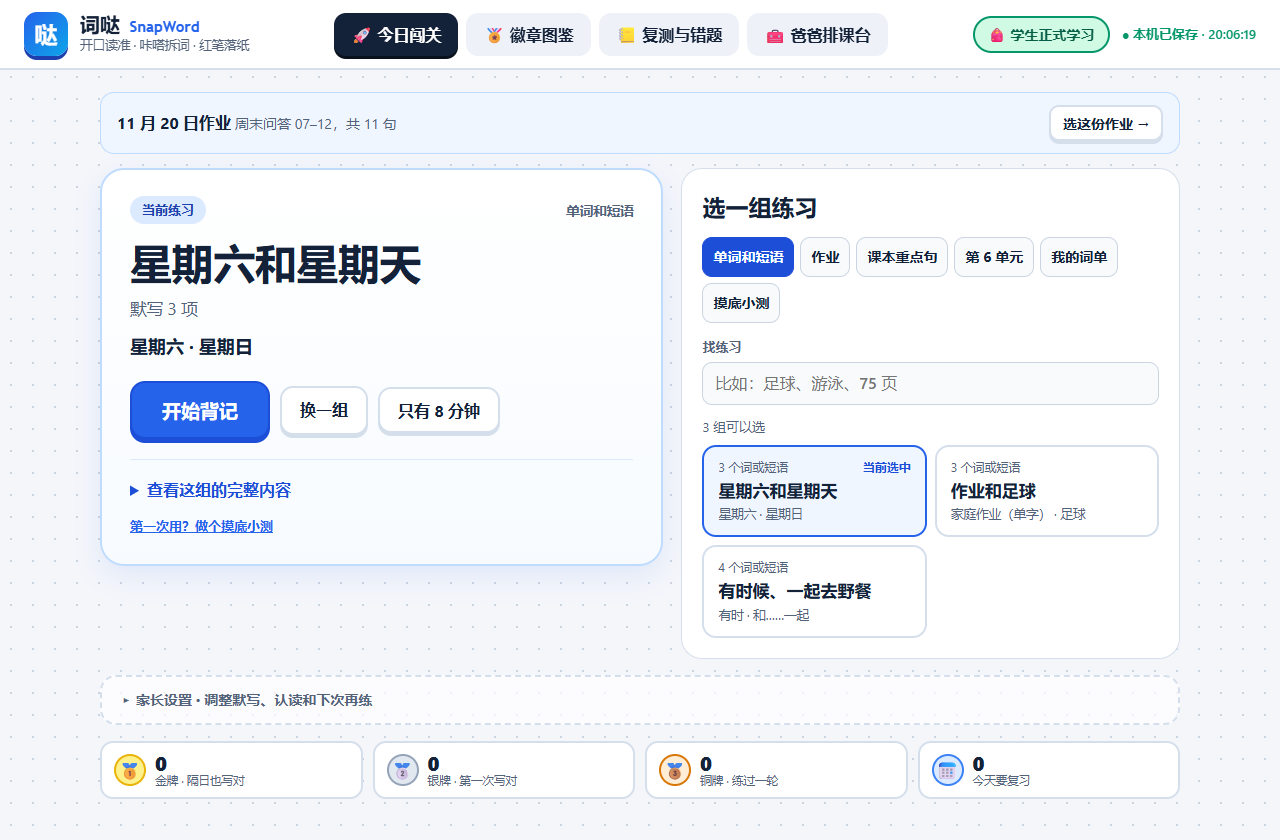 哒
词哒 SnapWord
开口读准 · 咔嗒拆词 · 红笔落纸
今日闯关
徽章图鉴
复测与错题
爸爸排课台
学生正式学习
● 本机已保存 · 20:06:19
11 月 20 日作业 周末问答 07–12，共 11 句
选这份作业 →
当前练习
单词和短语
星期六和星期天
默写 3 项
星期六 · 星期日
开始背记
换一组
只有 8 分钟
▶ 查看这组的完整内容
第一次用？做个摸底小测
选一组练习
单词和短语
作业
课本重点句
第 6 单元
我的词单
摸底小测
找练习
比如：足球、游泳、75 页
3 组可以选
3 个词或短语
当前选中
星期六和星期天
星期六 · 星期日
3 个词或短语
作业和足球
家庭作业（单字） · 足球
4 个词或短语
有时候、一起去野餐
有时 · 和……一起
▸ 家长设置 · 调整默写、认读和下次再练
1
0
金牌 · 隔日也写对
2
0
银牌 · 第一次写对
3
0
铜牌 · 练过一轮
0
今天要复习